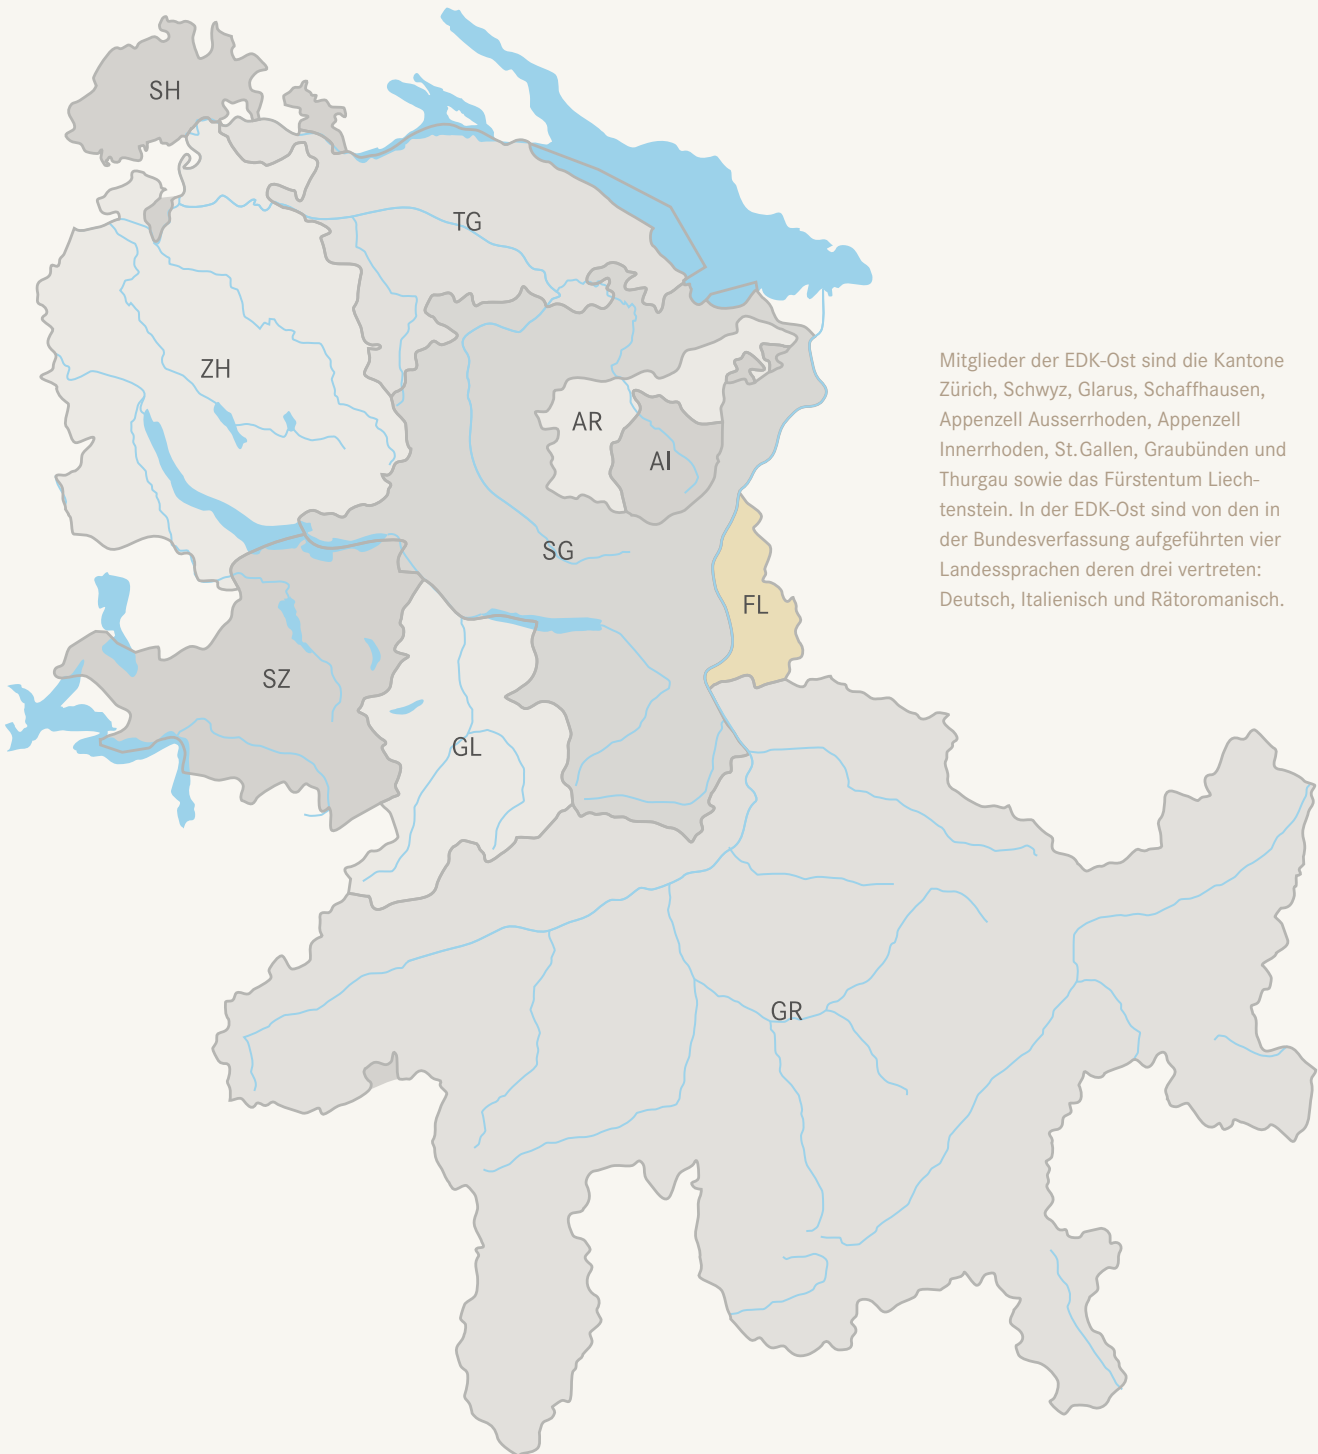 SH
TG
ZH
Mitglieder der EDK-Ost sind die Kantone
Zürich, Schwyz, Glarus, Schaffhausen,
Appenzell Ausserrhoden, Appenzell
Innerrhoden, St.Gallen, Graubünden und
Thurgau sowie das Fürstentum Liech-
tenstein. In der EDK-Ost sind von den in
der Bundesverfassung aufgeführten vier
Landessprachen deren drei vertreten:
Deutsch, Italienisch und Rätoromanisch.
AR
AI
SG
FL
SZ
GL
GR